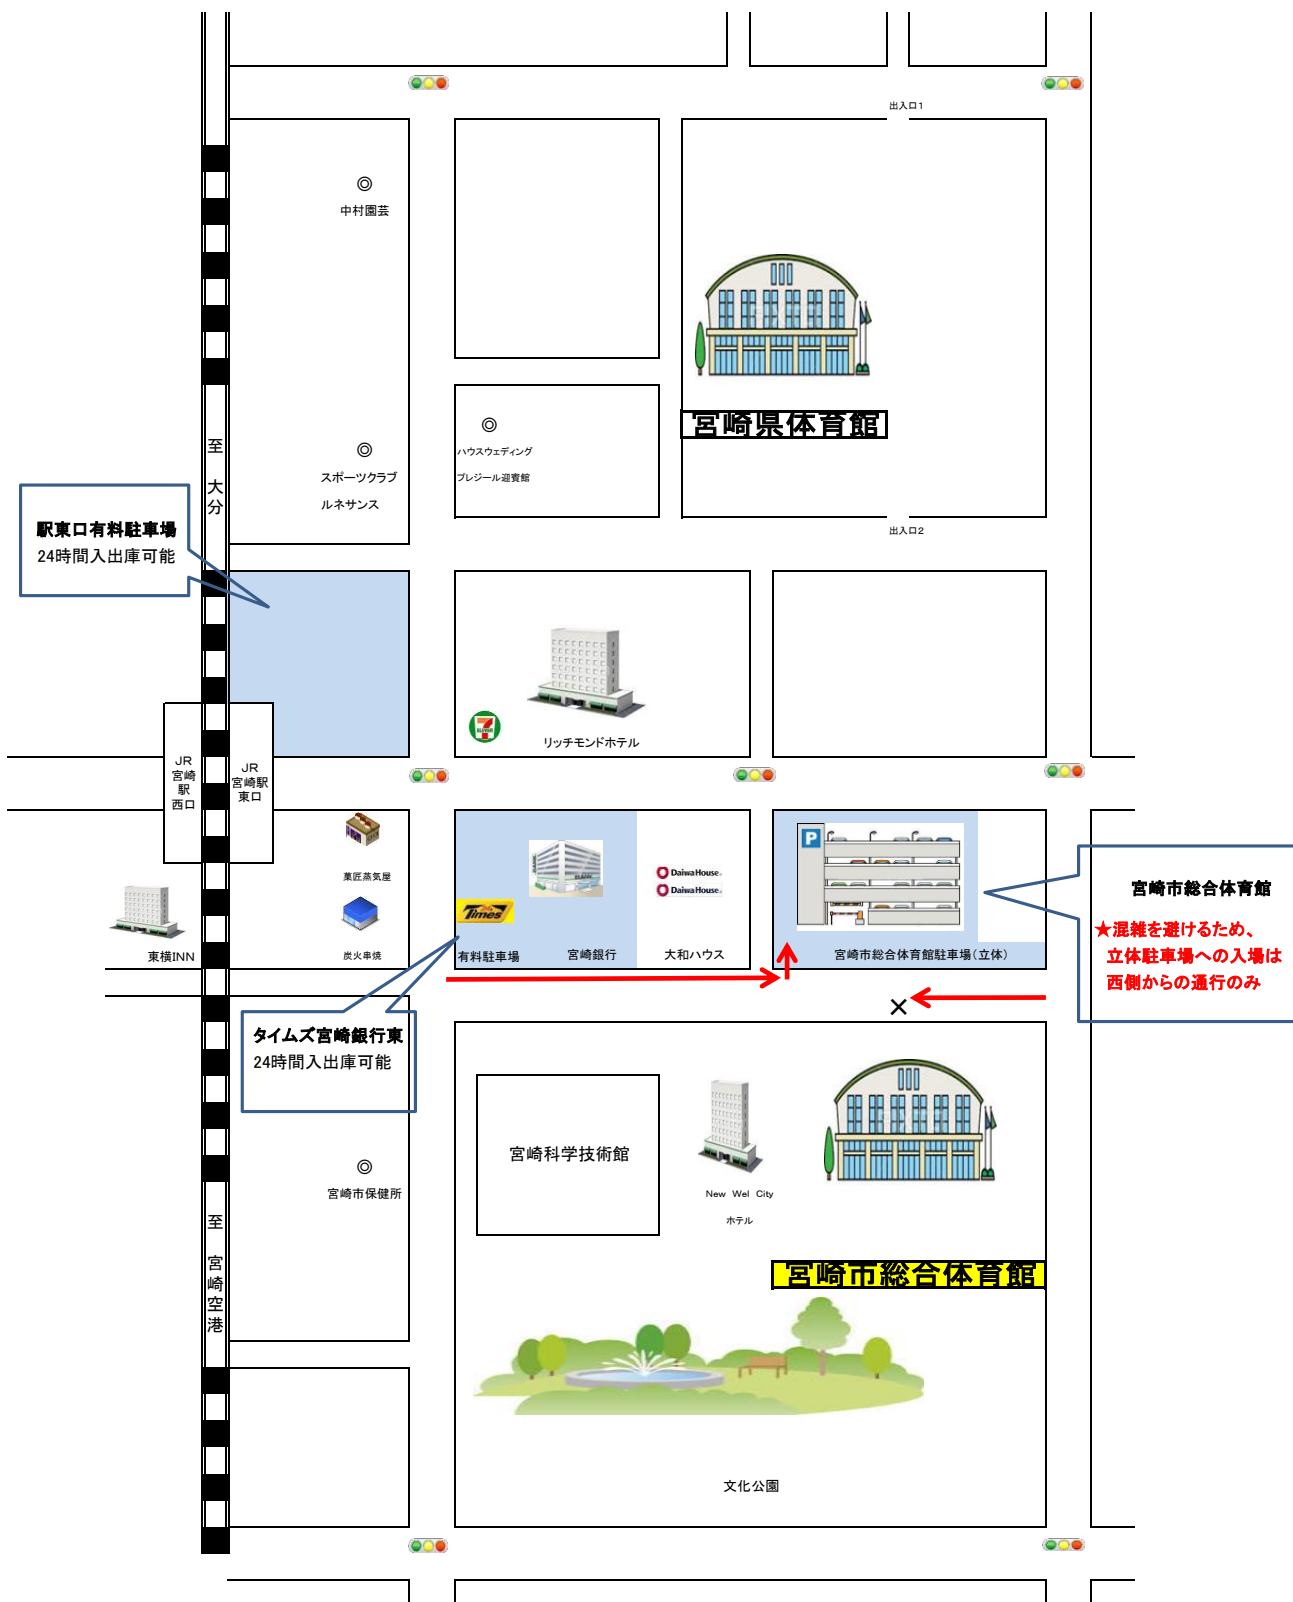 出入口1
中村園芸
宮崎県体育館
至 大分
スポーツクラブ
ルネサンス
ハウスウェディング
プレジール迎賓館
駅東口有料駐車場
24時間入出庫可能
出入口2
7
ELEVEN
リッチモンドホテル
JR
宮崎
駅
西口
JR
宮崎駅
東口
P
菓匠蒸気屋
DaiwaHouse
DaiwaHouse
Times
東横INN
炭火串焼
有料駐車場
宮崎銀行
大和ハウス
宮崎市総合体育館駐車場(立体)
宮崎市総合体育館
★混雑を避けるため、
立体駐車場への入場は
西側からの通行のみ
×
タイムズ宮崎銀行東
24時間入出庫可能
宮崎科学技術館
宮崎市保健所
New Wel City
ホテル
至 宮崎空港
宮崎市総合体育館
文化公園